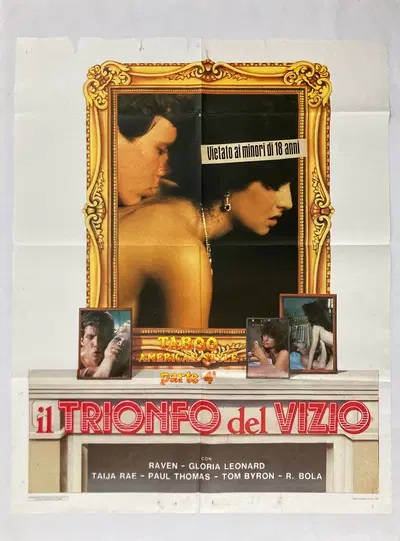 Vietato ai minori di 18 anni
TABOO
AMERICAN STYLE
parte 4ª
il TRIONFO del VIZIO
CON
RAVEN - GLORIA LEONARD
TAIJA RAE - PAUL THOMAS - TOM BYRON - R. BOLA